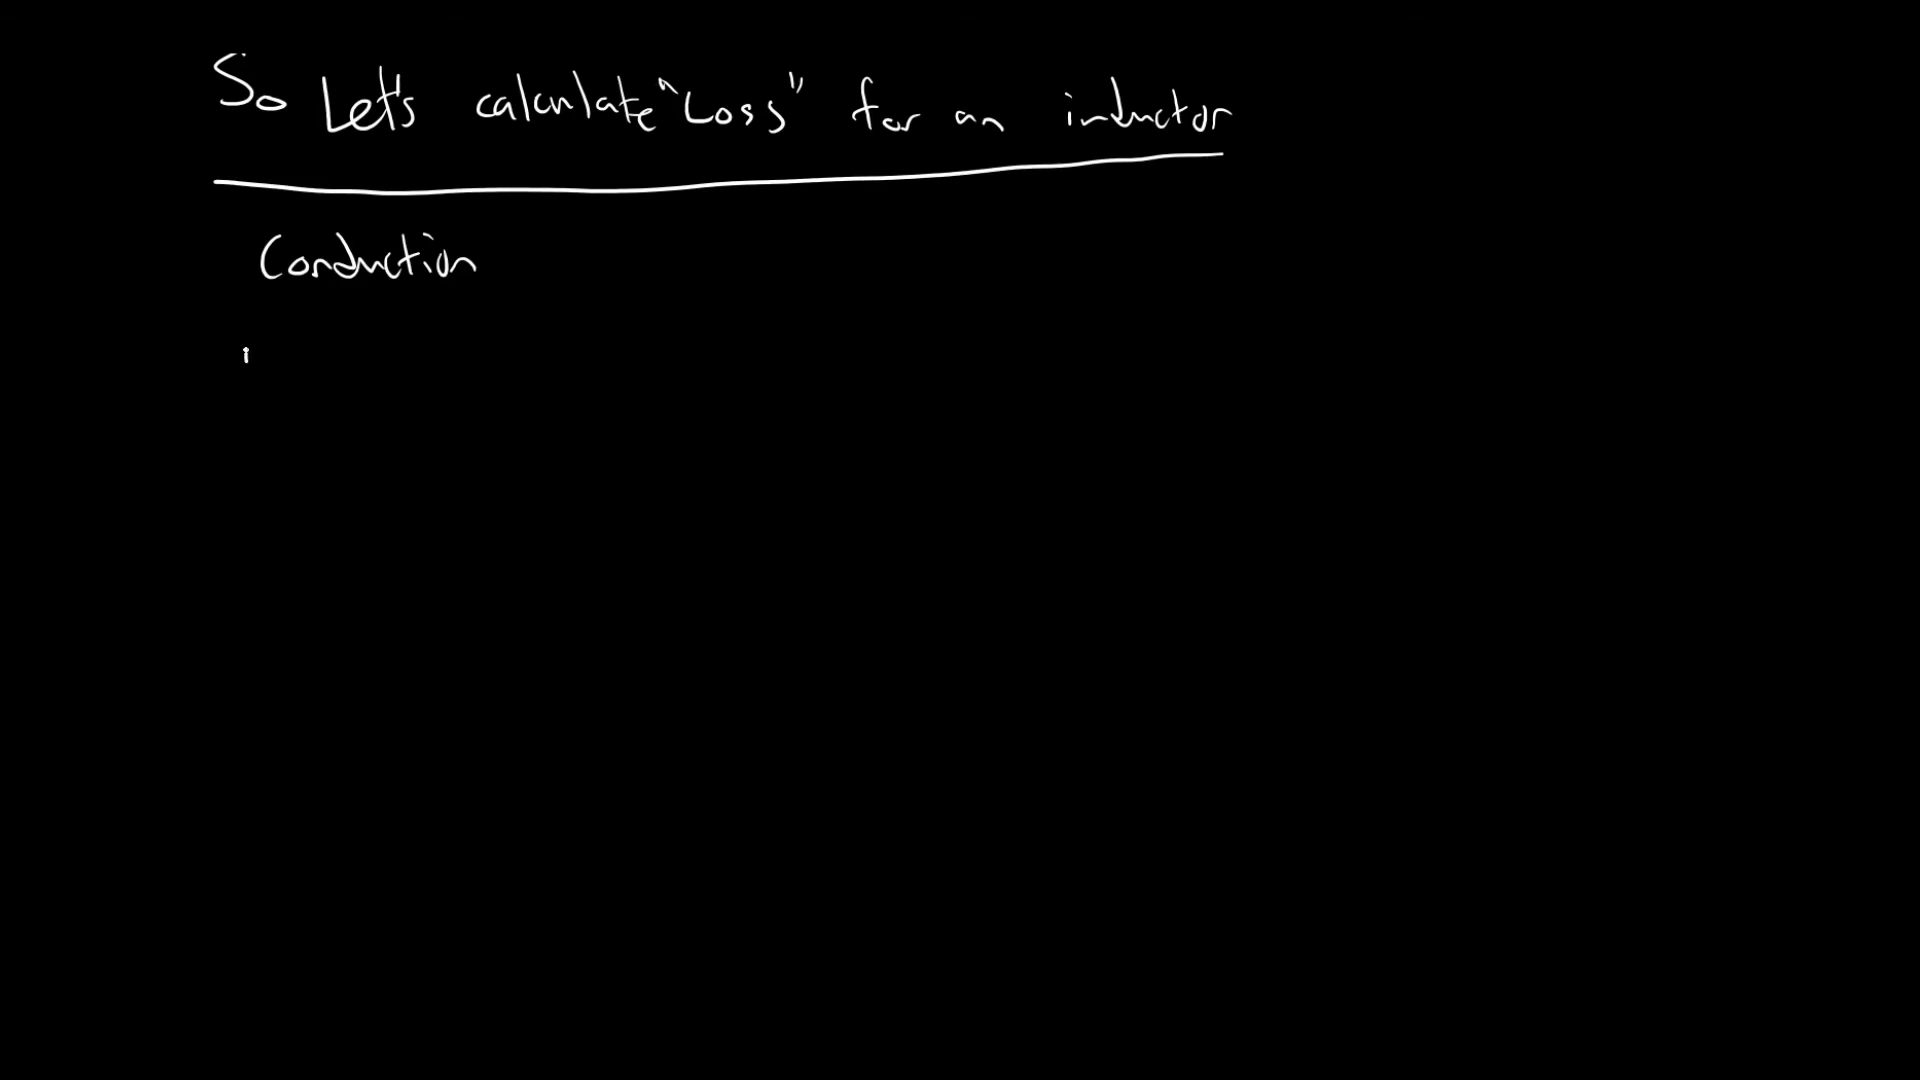 So Let's calculate "Loss" for an inductor
Conduction